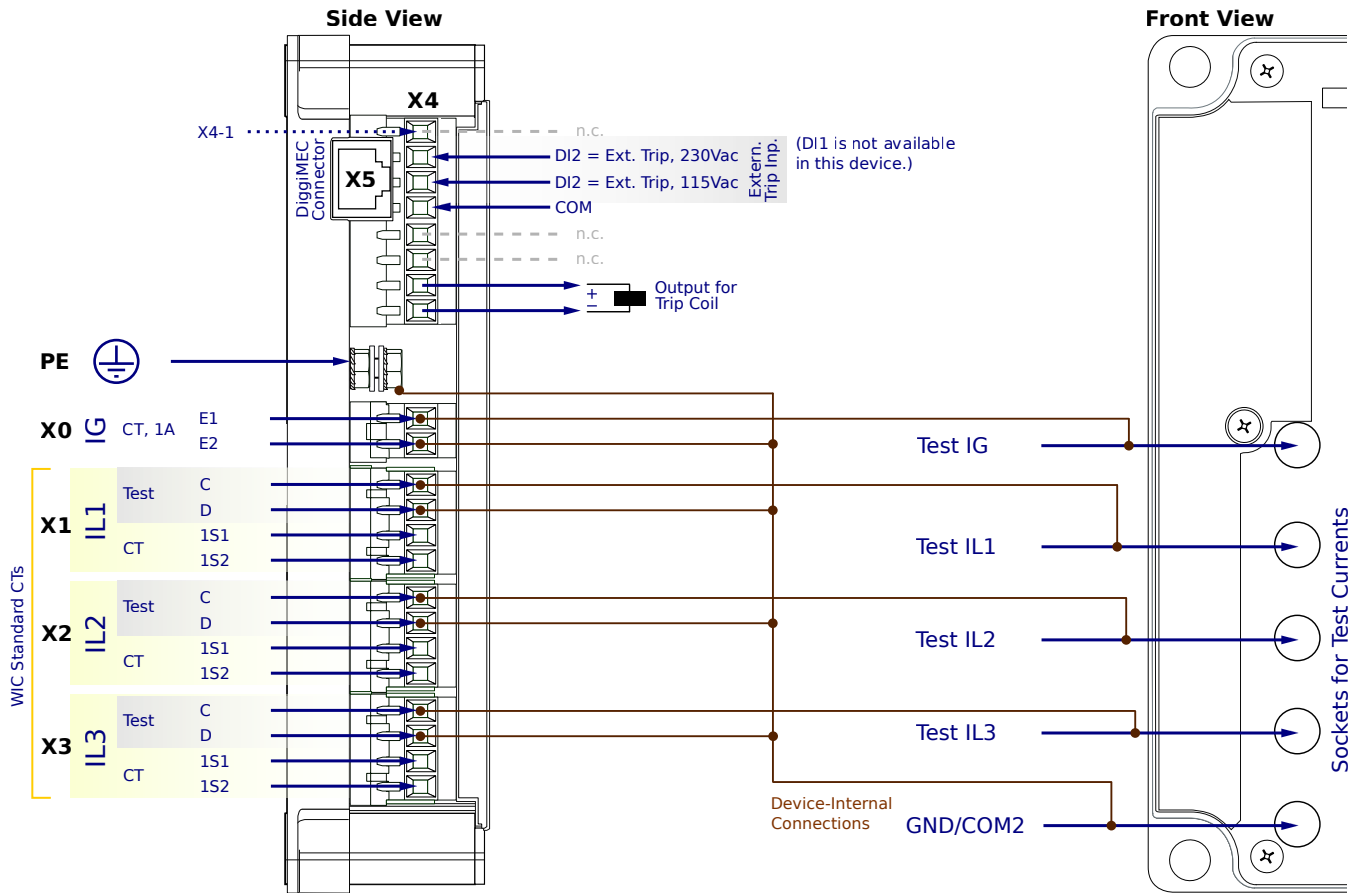 Side View
Front View
X4
X4-1
n.c.
DI2 = Ext. Trip, 230Vac
DI2 = Ext. Trip, 115Vac
Extern.
Trip Inp.
(DI1 is not available
in this device.)
COM
DiggiMEC
Connector
X5
n.c.
n.c.
+
−
Output for
Trip Coil
PE
X0
IG
CT, 1A
E1
E2
Test IG
WIC Standard CTs
X1
IL1
Test
C
D
CT
1S1
1S2
Test IL1
X2
IL2
Test
C
D
CT
1S1
1S2
Test IL2
X3
IL3
Test
C
D
CT
1S1
1S2
Test IL3
Sockets for Test Currents
Device-Internal
Connections
GND/COM2